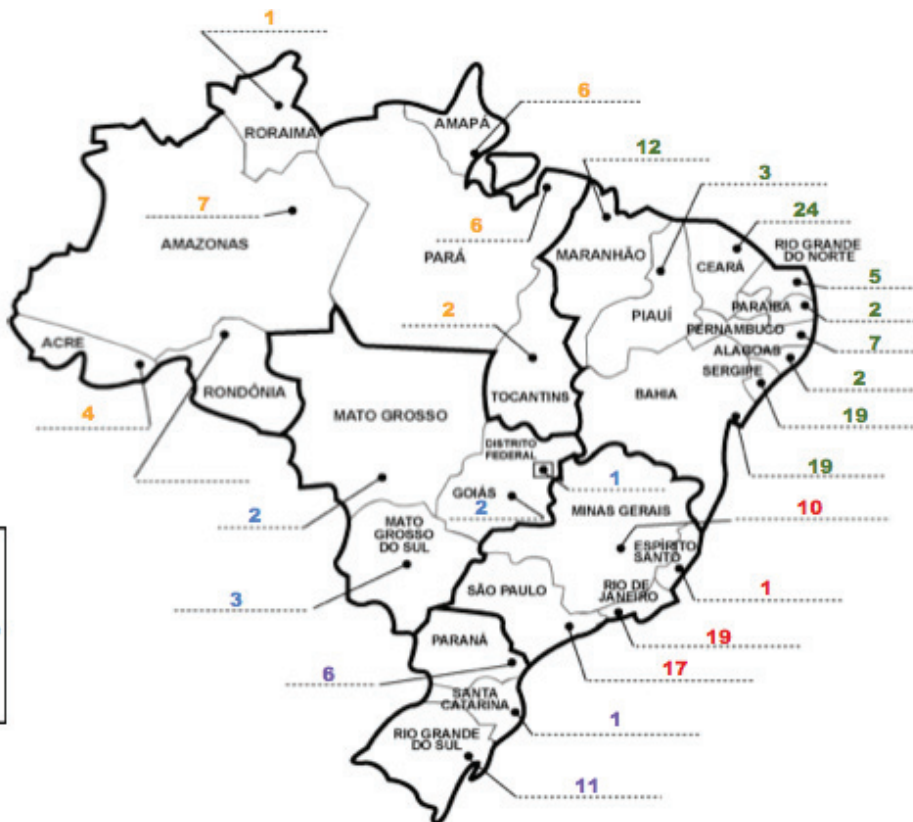 1
RORAIMA
AMAPÁ
6
12
3
7
AMAZONAS
6
PARÁ
MARANHÃO
24
CEARÁ
RIO GRANDE
DO NORTE
5
PIAUÍ
PARAÍBA
2
PERNAMBUCO
7
ALAGOAS
2
SERGIPE
19
BAHIA
19
2
TOCANTINS
ACRE
4
RONDÔNIA
MATO GROSSO
2
DISTRITO
FEDERAL
1
GOIÁS
2
MINAS GERAIS
10
MATO
GROSSO
DO SUL
3
ESPÍRITO
SANTO
1
SÃO PAULO
RIO DE
JANEIRO
19
17
PARANÁ
6
SANTA
CATARINA
1
RIO GRANDE
DO SUL
11